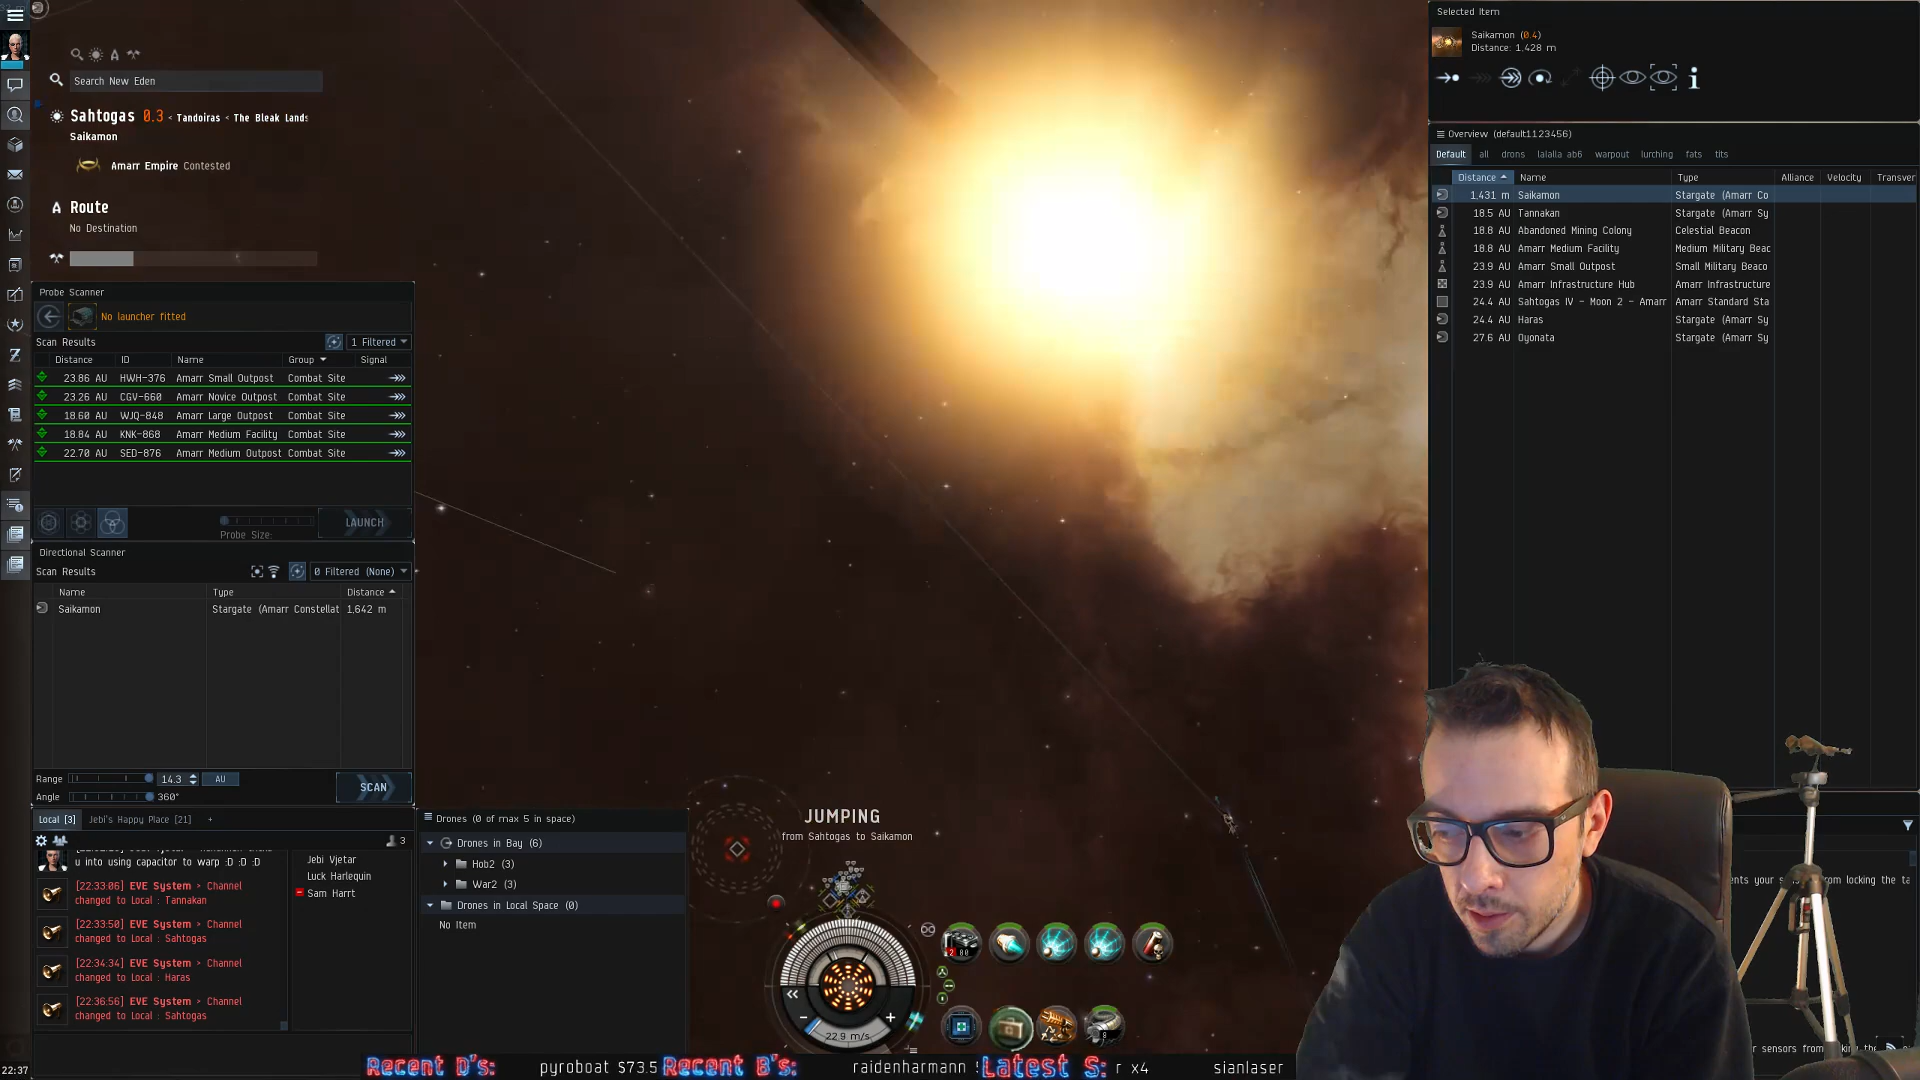 Search New Eden
Sahtogas 0.3 < Tandoiras < The Bleak Lands
Saikamon
Amarr Empire Contested
Route
No Destination
Probe Scanner
No launcher fitted
Scan Results
1 Filtered
Distance ID Name Group Signal
23.86 AU HWH-376 Amarr Small Outpost Combat Site
23.26 AU CGV-660 Amarr Novice Outpost Combat Site
18.60 AU WJQ-848 Amarr Large Outpost Combat Site
18.84 AU KNK-868 Amarr Medium Facility Combat Site
22.70 AU SED-876 Amarr Medium Outpost Combat Site
LAUNCH
Probe Size:
Directional Scanner
Scan Results
0 Filtered (None)
Name Type Distance
Saikamon Stargate (Amarr Constellat 1,642 m
Range 14.3 AU
Angle 360°
SCAN
Local [3] Jebi's Happy Place [21] +
3
u into using capacitor to warp :D :D :D
[22:33:06] EVE System > Channel
changed to Local : Tannakan
[22:33:50] EVE System > Channel
changed to Local : Sahtogas
[22:34:34] EVE System > Channel
changed to Local : Haras
[22:36:56] EVE System > Channel
changed to Local : Sahtogas
Jebi Vjetar
Luck Harlequin
Sam Harrt
22:37
Drones (0 of max 5 in space)
Drones in Bay (6)
Hob2 (3)
War2 (3)
Drones in Local Space (0)
No Item
JUMPING
from Sahtogas to Saikamon
22.9 m/s
80
8
Selected Item
Saikamon (0.4)
Distance: 1,428 m
Overview (default1123456)
Default all drons lalalla ab6 warpout lurching fats tits
Distance Name Type Alliance Velocity Transver
1,431 m Saikamon Stargate (Amarr Co
18.5 AU Tannakan Stargate (Amarr Sy
18.8 AU Abandoned Mining Colony Celestial Beacon
18.8 AU Amarr Medium Facility Medium Military Beac
23.9 AU Amarr Small Outpost Small Military Beaco
23.9 AU Amarr Infrastructure Hub Amarr Infrastructure
24.4 AU Sahtogas IV - Moon 2 - Amarr Amarr Standard Sta
24.4 AU Haras Stargate (Amarr Sy
27.6 AU Oyonata Stargate (Amarr Sy
from locking the ta
Recent D's: pyroboat $73.5 Recent B's: raidenharmann Latest S: r x4 sianlaser